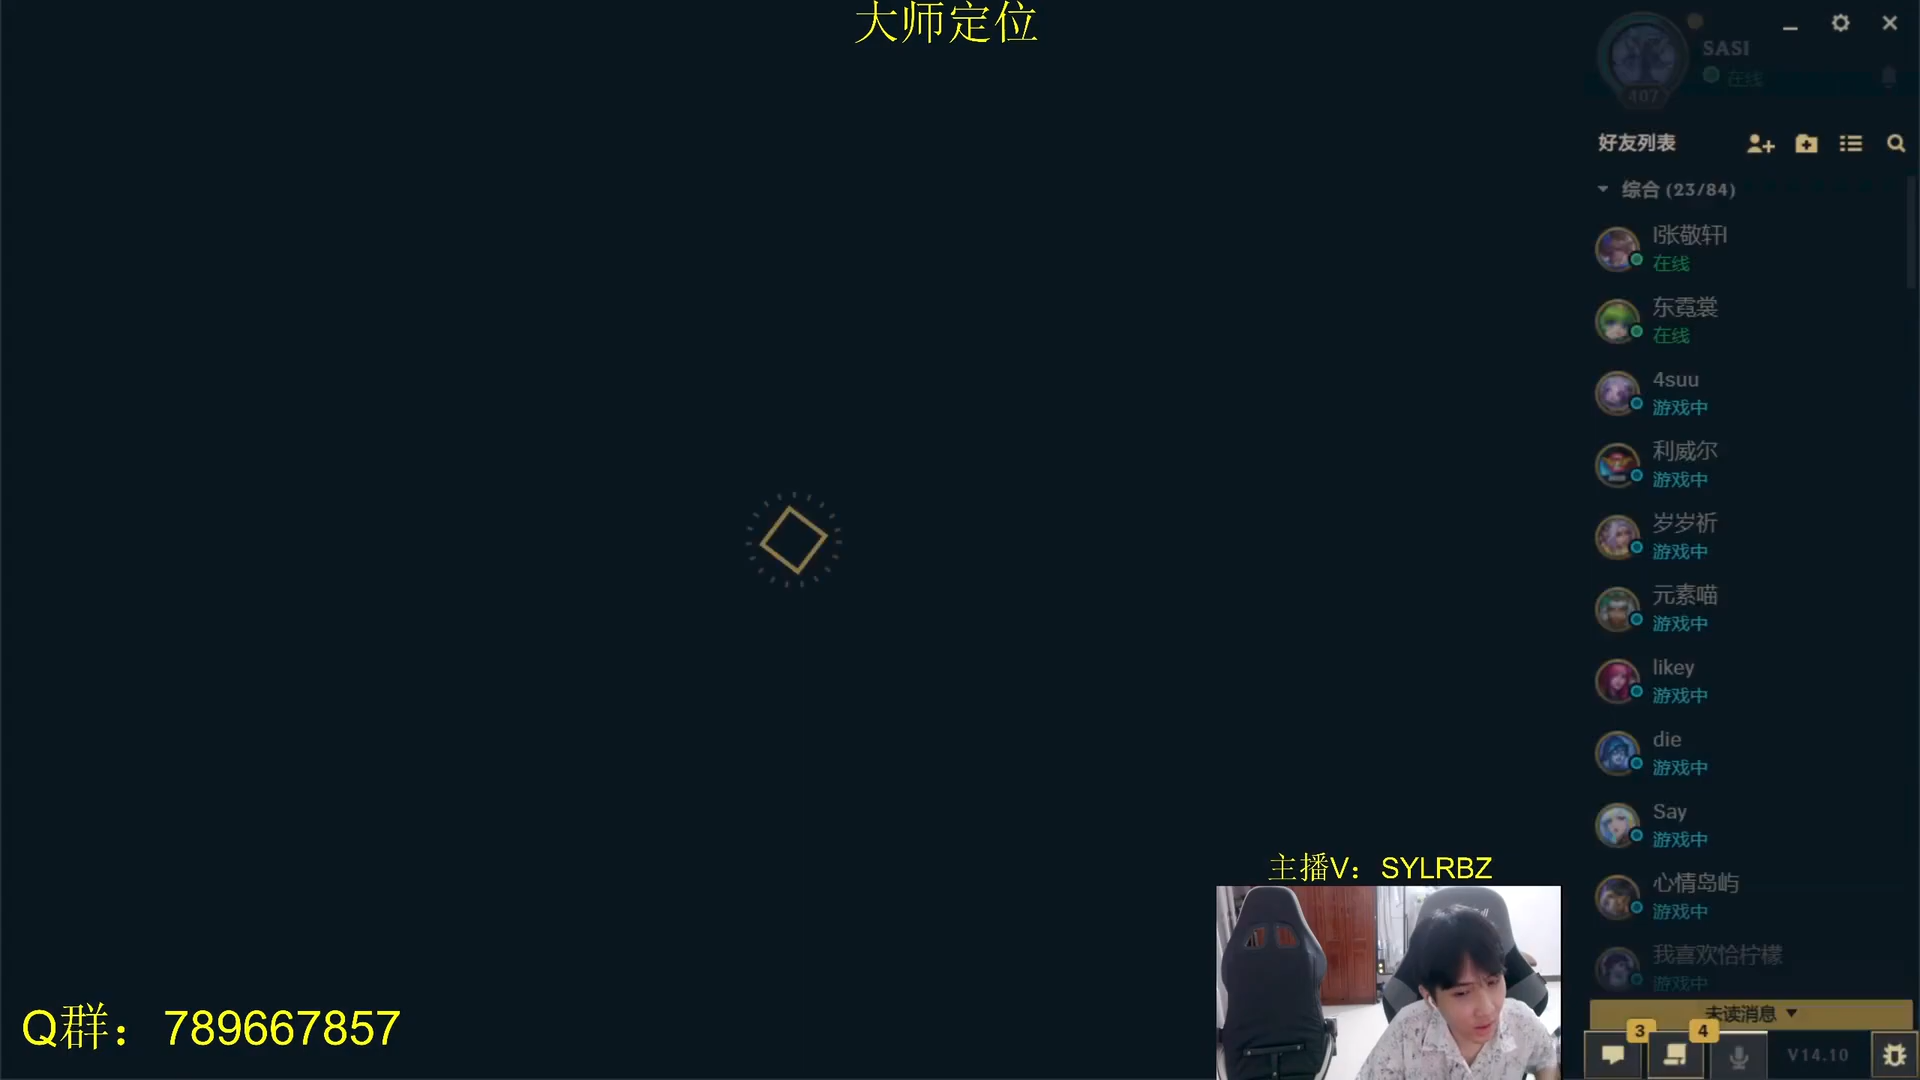 大师定位
SASI
在线
407
好友列表
综合 (23/84)
l张敬轩l
在线
东霓裳
在线
4suu
游戏中
利威尔
游戏中
岁岁祈
游戏中
元素喵
游戏中
likey
游戏中
die
游戏中
Say
游戏中
心情岛屿
游戏中
我喜欢恰柠檬
游戏中
未读消息
3
4
V14.10
主播V：SYLRBZ
Q群：789667857